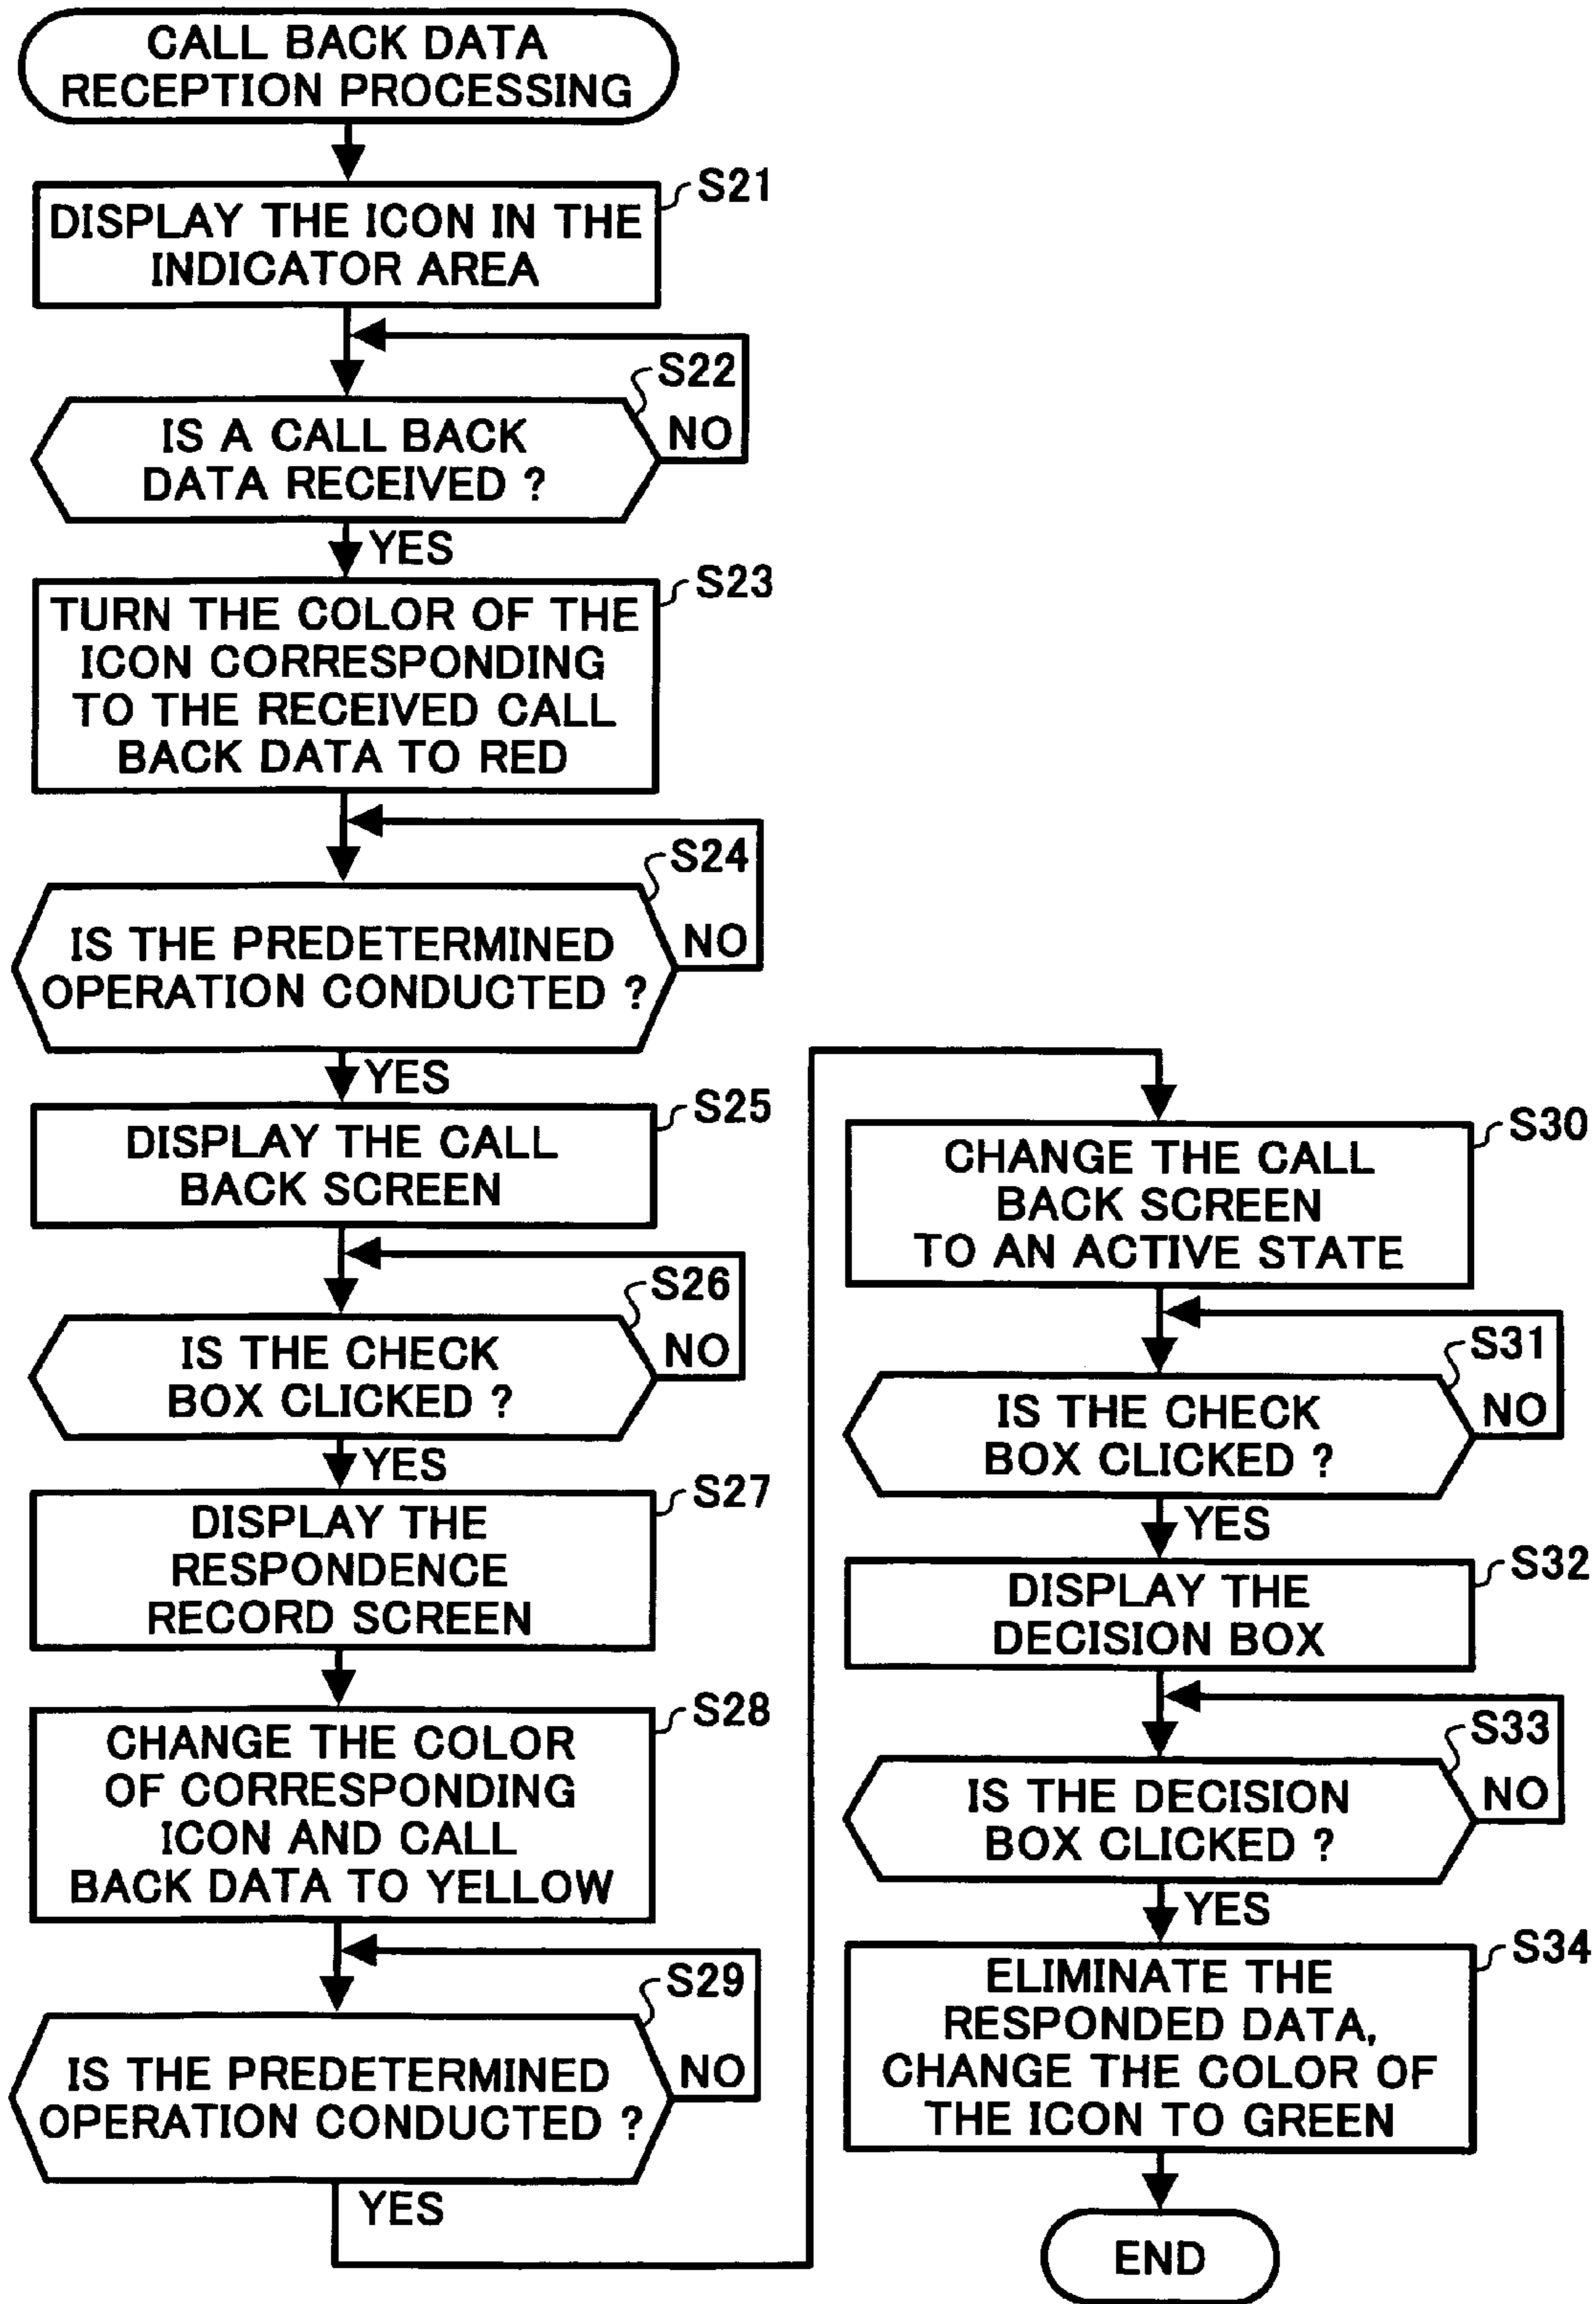 CALL BACK DATA
RECEPTION PROCESSING
S21
DISPLAY THE ICON IN THE
INDICATOR AREA
S22
IS A CALL BACK
DATA RECEIVED ?
NO
YES
S23
TURN THE COLOR OF THE
ICON CORRESPONDING
TO THE RECEIVED CALL
BACK DATA TO RED
S24
IS THE PREDETERMINED
OPERATION CONDUCTED ?
NO
YES
S25
DISPLAY THE CALL
BACK SCREEN
S26
IS THE CHECK
BOX CLICKED ?
NO
YES
S27
DISPLAY THE
RESPONDENCE
RECORD SCREEN
S28
CHANGE THE COLOR
OF CORRESPONDING
ICON AND CALL
BACK DATA TO YELLOW
S29
IS THE PREDETERMINED
OPERATION CONDUCTED ?
NO
YES
S30
CHANGE THE CALL
BACK SCREEN
TO AN ACTIVE STATE
S31
IS THE CHECK
BOX CLICKED ?
NO
YES
S32
DISPLAY THE
DECISION BOX
S33
IS THE DECISION
BOX CLICKED ?
NO
YES
S34
ELIMINATE THE
RESPONDED DATA,
CHANGE THE COLOR OF
THE ICON TO GREEN
END